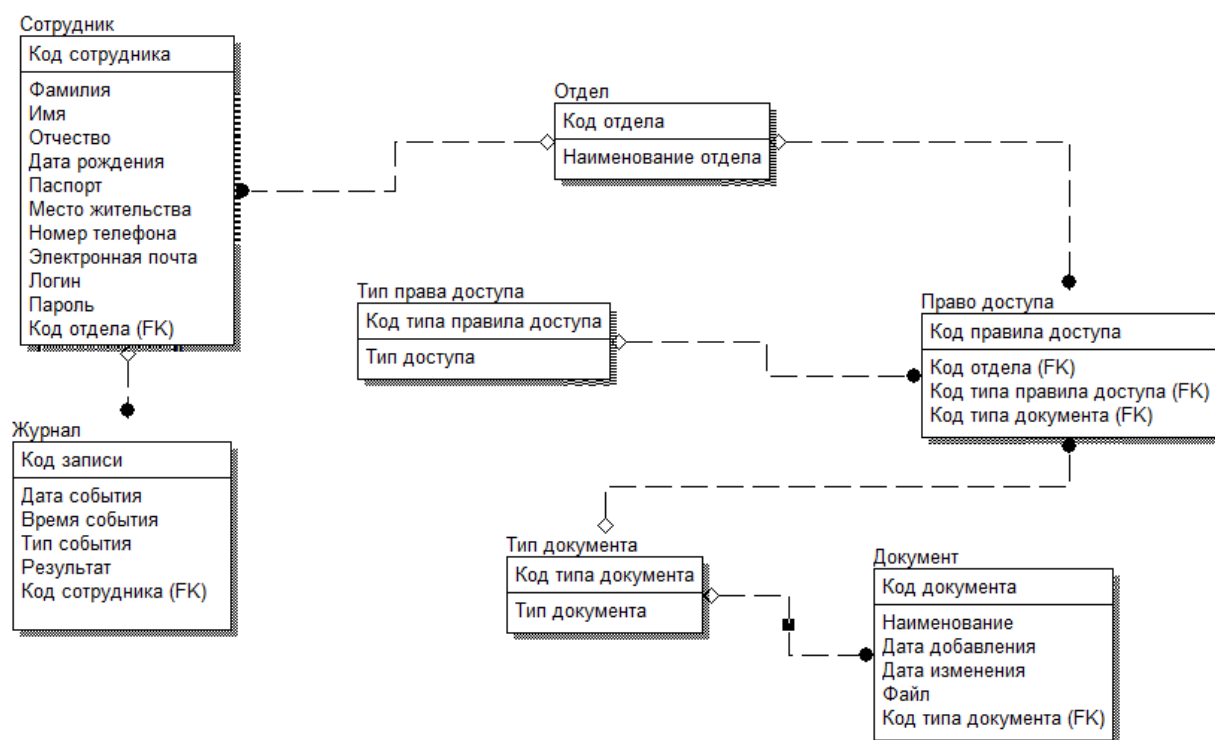 Сотрудник
Код сотрудника
Фамилия
Имя
Отчество
Дата рождения
Паспорт
Место жительства
Номер телефона
Электронная почта
Логин
Пароль
Код отдела (FK)
Отдел
Код отдела
Наименование отдела
Тип права доступа
Код типа правила доступа
Тип доступа
Право доступа
Код правила доступа
Код отдела (FK)
Код типа правила доступа (FK)
Код типа документа (FK)
Журнал
Код записи
Дата события
Время события
Тип события
Результат
Код сотрудника (FK)
Тип документа
Код типа документа
Тип документа
Документ
Код документа
Наименование
Дата добавления
Дата изменения
Файл
Код типа документа (FK)